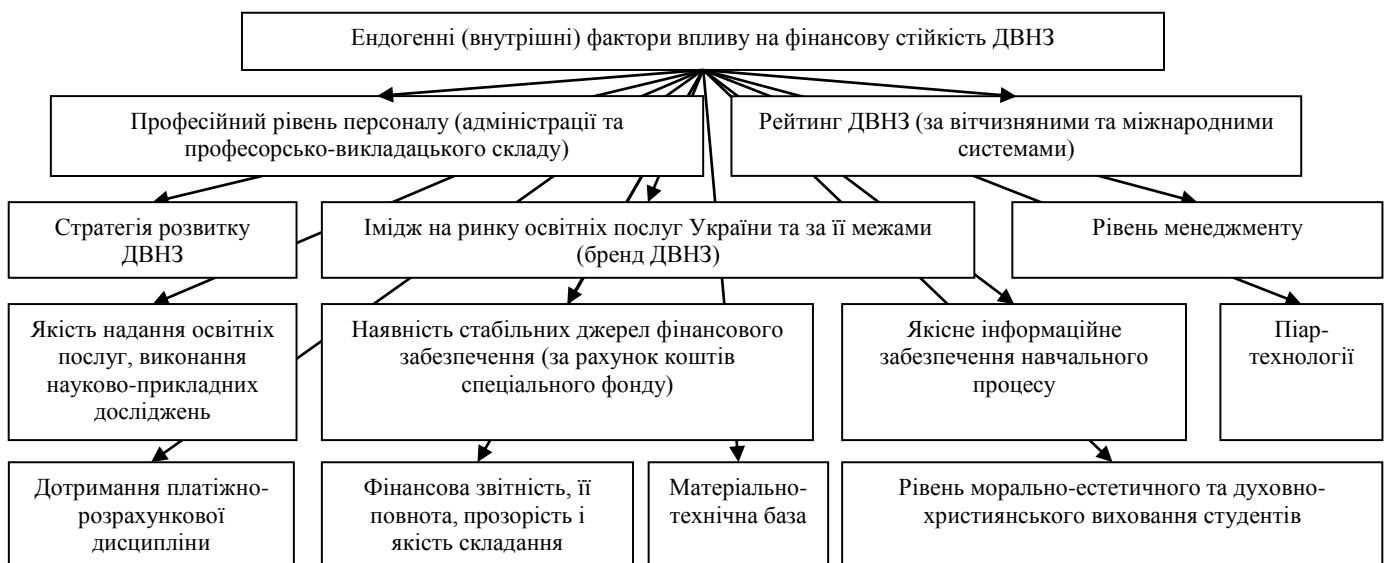 Ендогенні (внутрішні) фактори впливу на фінансову стійкість ДВНЗ
Професійний рівень персоналу (адміністрації та
професорсько-викладацького складу)
Рейтинг ДВНЗ (за вітчизняними та міжнародними
системами)
Стратегія розвитку
ДВНЗ
Імідж на ринку освітніх послуг України та за її межами
(бренд ДВНЗ)
Рівень менеджменту
Якість надання освітніх
послуг, виконання
науково-прикладних
досліджень
Наявність стабільних джерел фінансового
забезпечення (за рахунок коштів
спеціального фонду)
Якісне інформаційне
забезпечення навчального
процесу
Піар-
технології
Дотримання платіжно-
розрахункової
дисципліни
Фінансова звітність, її
повнота, прозорість і
якість складання
Матеріально-
технічна база
Рівень морально-естетичного та духовно-
християнського виховання студентів